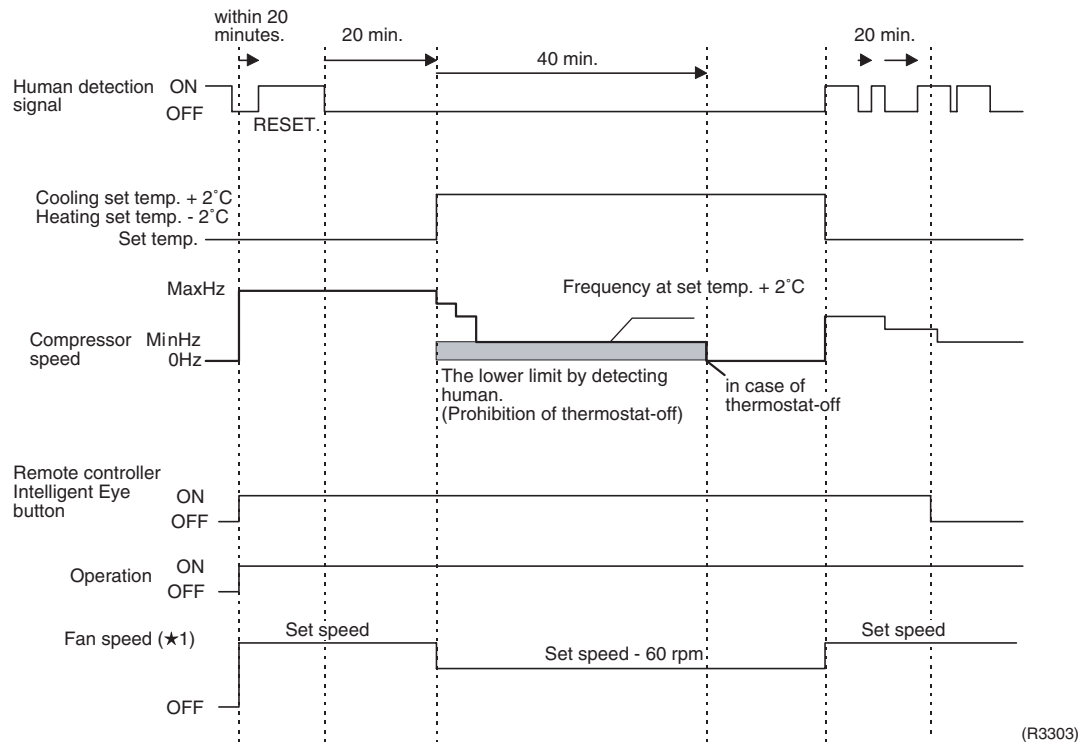 within 20
minutes.
20 min.
40 min.
20 min.
Human detection
signal
ON
OFF
RESET.
Cooling set temp. + 2˚C
Heating set temp. - 2˚C
Set temp.
MaxHz
Frequency at set temp. + 2˚C
Compressor
speed
MinHz
0Hz
The lower limit by detecting
human.
(Prohibition of thermostat-off)
in case of
thermostat-off
Remote controller
Intelligent Eye
button
ON
OFF
Operation
ON
OFF
Fan speed (★1)
Set speed
Set speed - 60 rpm
Set speed
OFF
(R3303)